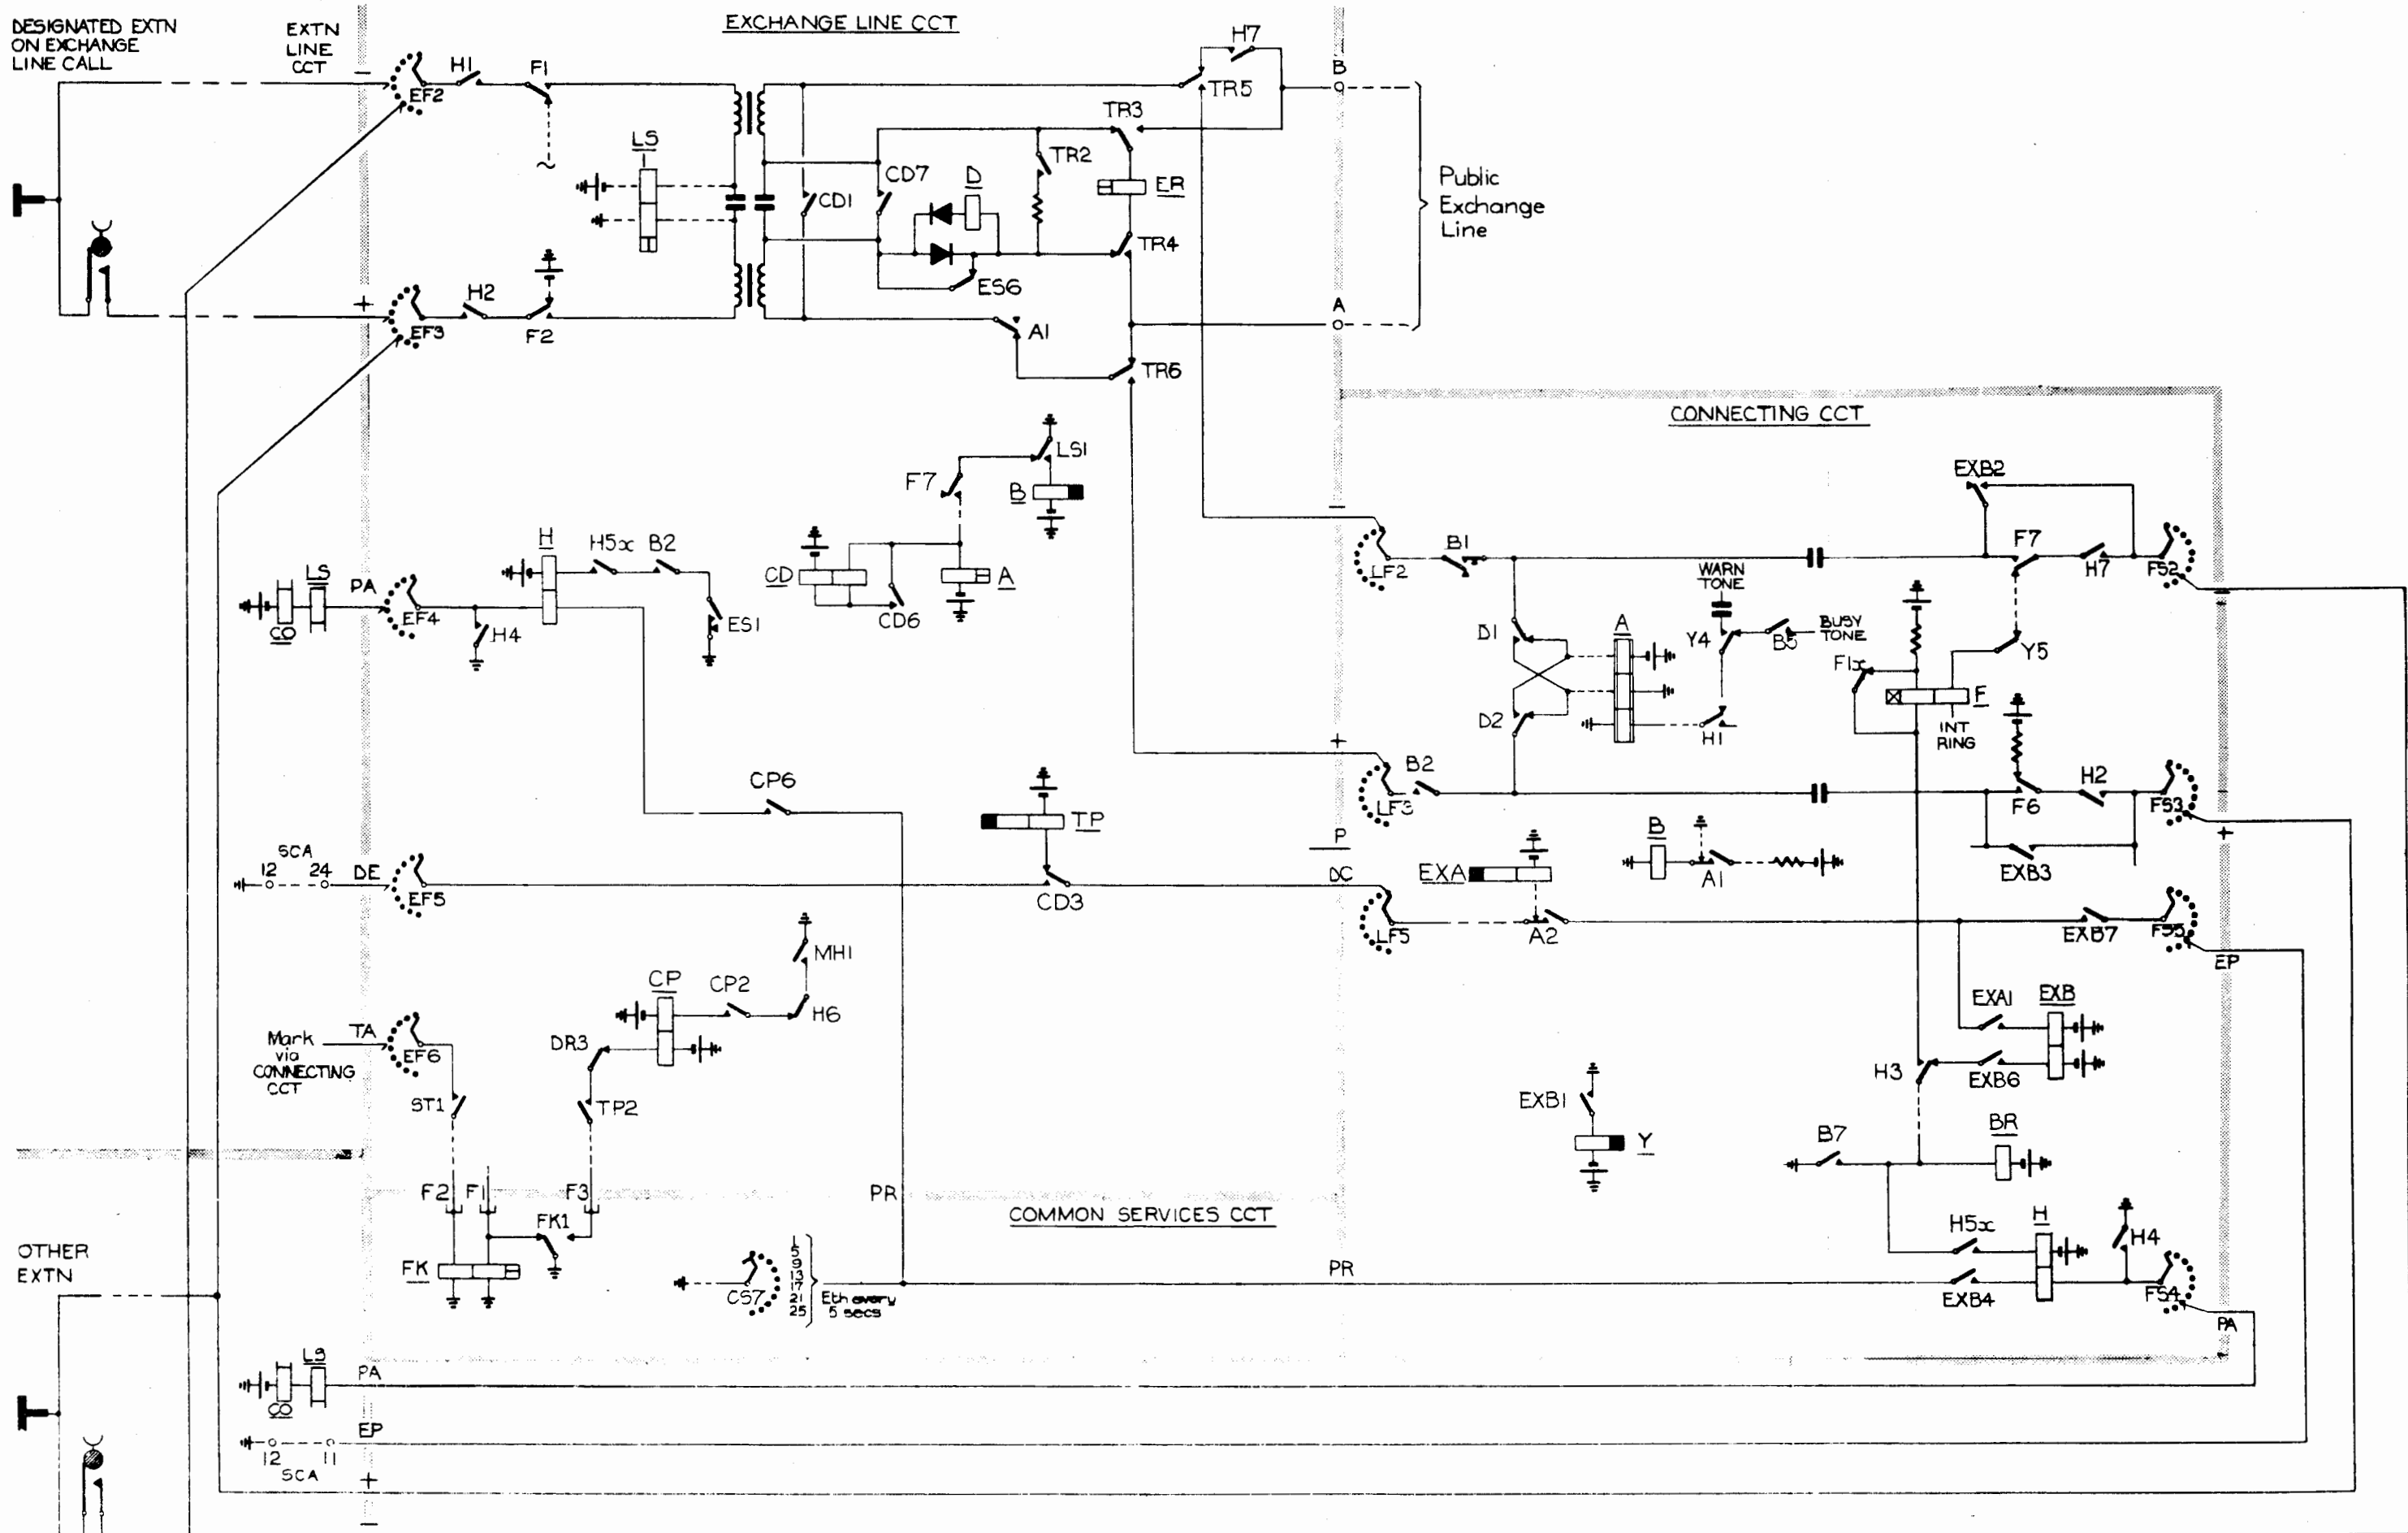 DESIGNATED EXTN
ON EXCHANGE
LINE CALL
EXTN
LINE
CCT
EXCHANGE LINE CCT
−
EF2
H1
F1
H7
TR5
B
TR3
LS
CD1
CD7
D
TR2
ER
TR4
ES6
Public
Exchange
Line
+
EF3
H2
F2
A1
A
TR6
CONNECTING CCT
F7
LS1
B
EXB2
−
LF2
B1
WARN
TONE
F7
H7
FS2
−
H
H5x
B2
CD
CD6
A
LS
PA
EF4
CO
H4
ES1
D1
A
Y4
B5
BUSY
TONE
Y5
F1x
F
INT
RING
D2
H1
CP6
TP
+
LF3
B2
F6
H2
FS3
−
+
SCA
12
24
DE
EF5
CD3
P
DC
LF5
EXA
A2
B
A1
EXB3
EXB7
FS5
EP
MH1
CP
CP2
H6
DR3
Mark
via
CONNECTING
CCT
TA
EF6
ST1
TP2
EXA1
EXB
H3
EXB6
EXB1
Y
B7
BR
F2
F1
F3
PR
FK1
FK
COMMON SERVICES CCT
CS7
1
5
9
13
17
21
25
Eth every
5 secs
PR
H5x
H
H4
EXB4
FS4
PA
OTHER
EXTN
LS
PA
CO
EP
12
11
SCA
+
−